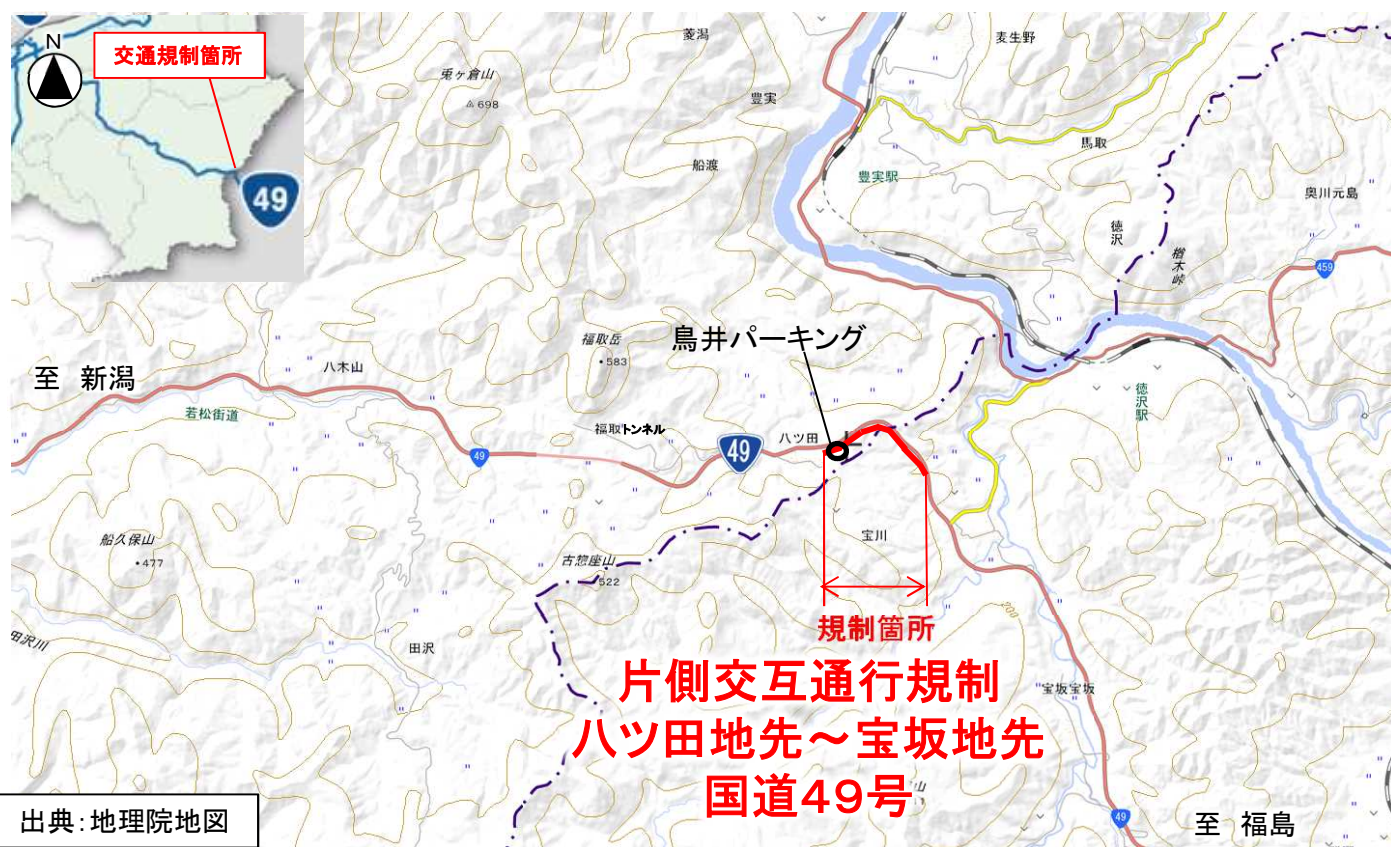 N
交通規制箇所
49
菱潟
麦生野
兎ヶ倉山
698
豊実
馬取
船渡
豊実駅
奥川元島
徳沢
楢木峠
459
鳥井パーキング
福取岳
583
至 新潟
八木山
若松街道
徳沢駅
福取トンネル
八ツ田
49
49
宝川
船久保山
477
古惣座山
522
200
規制箇所
田沢川
田沢
片側交互通行規制
宝坂宝坂
八ツ田地先～宝坂地先
国道49号
山
49
出典：地理院地図
至 福島